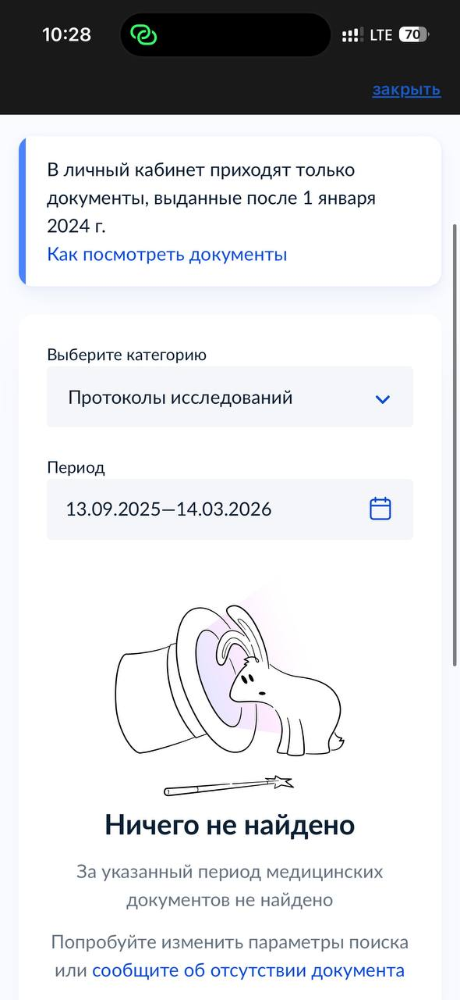 10:28
LTE
70
закрыть
В личный кабинет приходят только
документы, выданные после 1 января
2024 г.
Как посмотреть документы
Выберите категорию
Протоколы исследований
Период
13.09.2025—14.03.2026
Ничего не найдено
За указанный период медицинских
документов не найдено
Попробуйте изменить параметры поиска
или сообщите об отсутствии документа